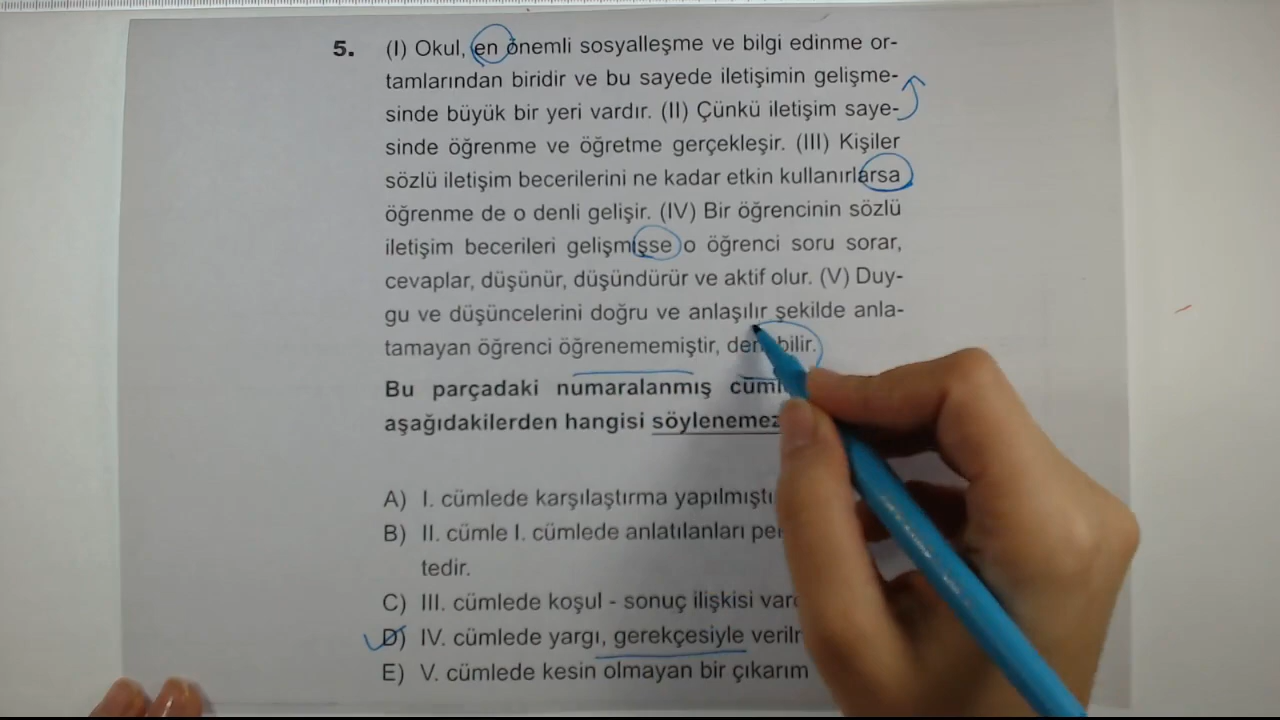 5. (I) Okul, en önemli sosyalleşme ve bilgi edinme or-
tamlarından biridir ve bu sayede iletişimin gelişme-
sinde büyük bir yeri vardır. (II) Çünkü iletişim saye-
sinde öğrenme ve öğretme gerçekleşir. (III) Kişiler
sözlü iletişim becerilerini ne kadar etkin kullanırlarsa
öğrenme de o denli gelişir. (IV) Bir öğrencinin sözlü
iletişim becerileri gelişmişse o öğrenci soru sorar,
cevaplar, düşünür, düşündürür ve aktif olur. (V) Duy-
gu ve düşüncelerini doğru ve anlaşılır şekilde anla-
tamayan öğrenci öğrenememiştir, denebilir.
Bu parçadaki numaralanmış
aşağıdakilerden hangisi söylenemez
A) I. cümlede karşılaştırma
B) II. cümle I. cümlede anlatılanları
tedir.
C) III. cümlede koşul - sonuç ilişkisi
D) IV. cümlede yargı, gerekçesiyle
E) V. cümlede kesin olmayan bir çıkarım